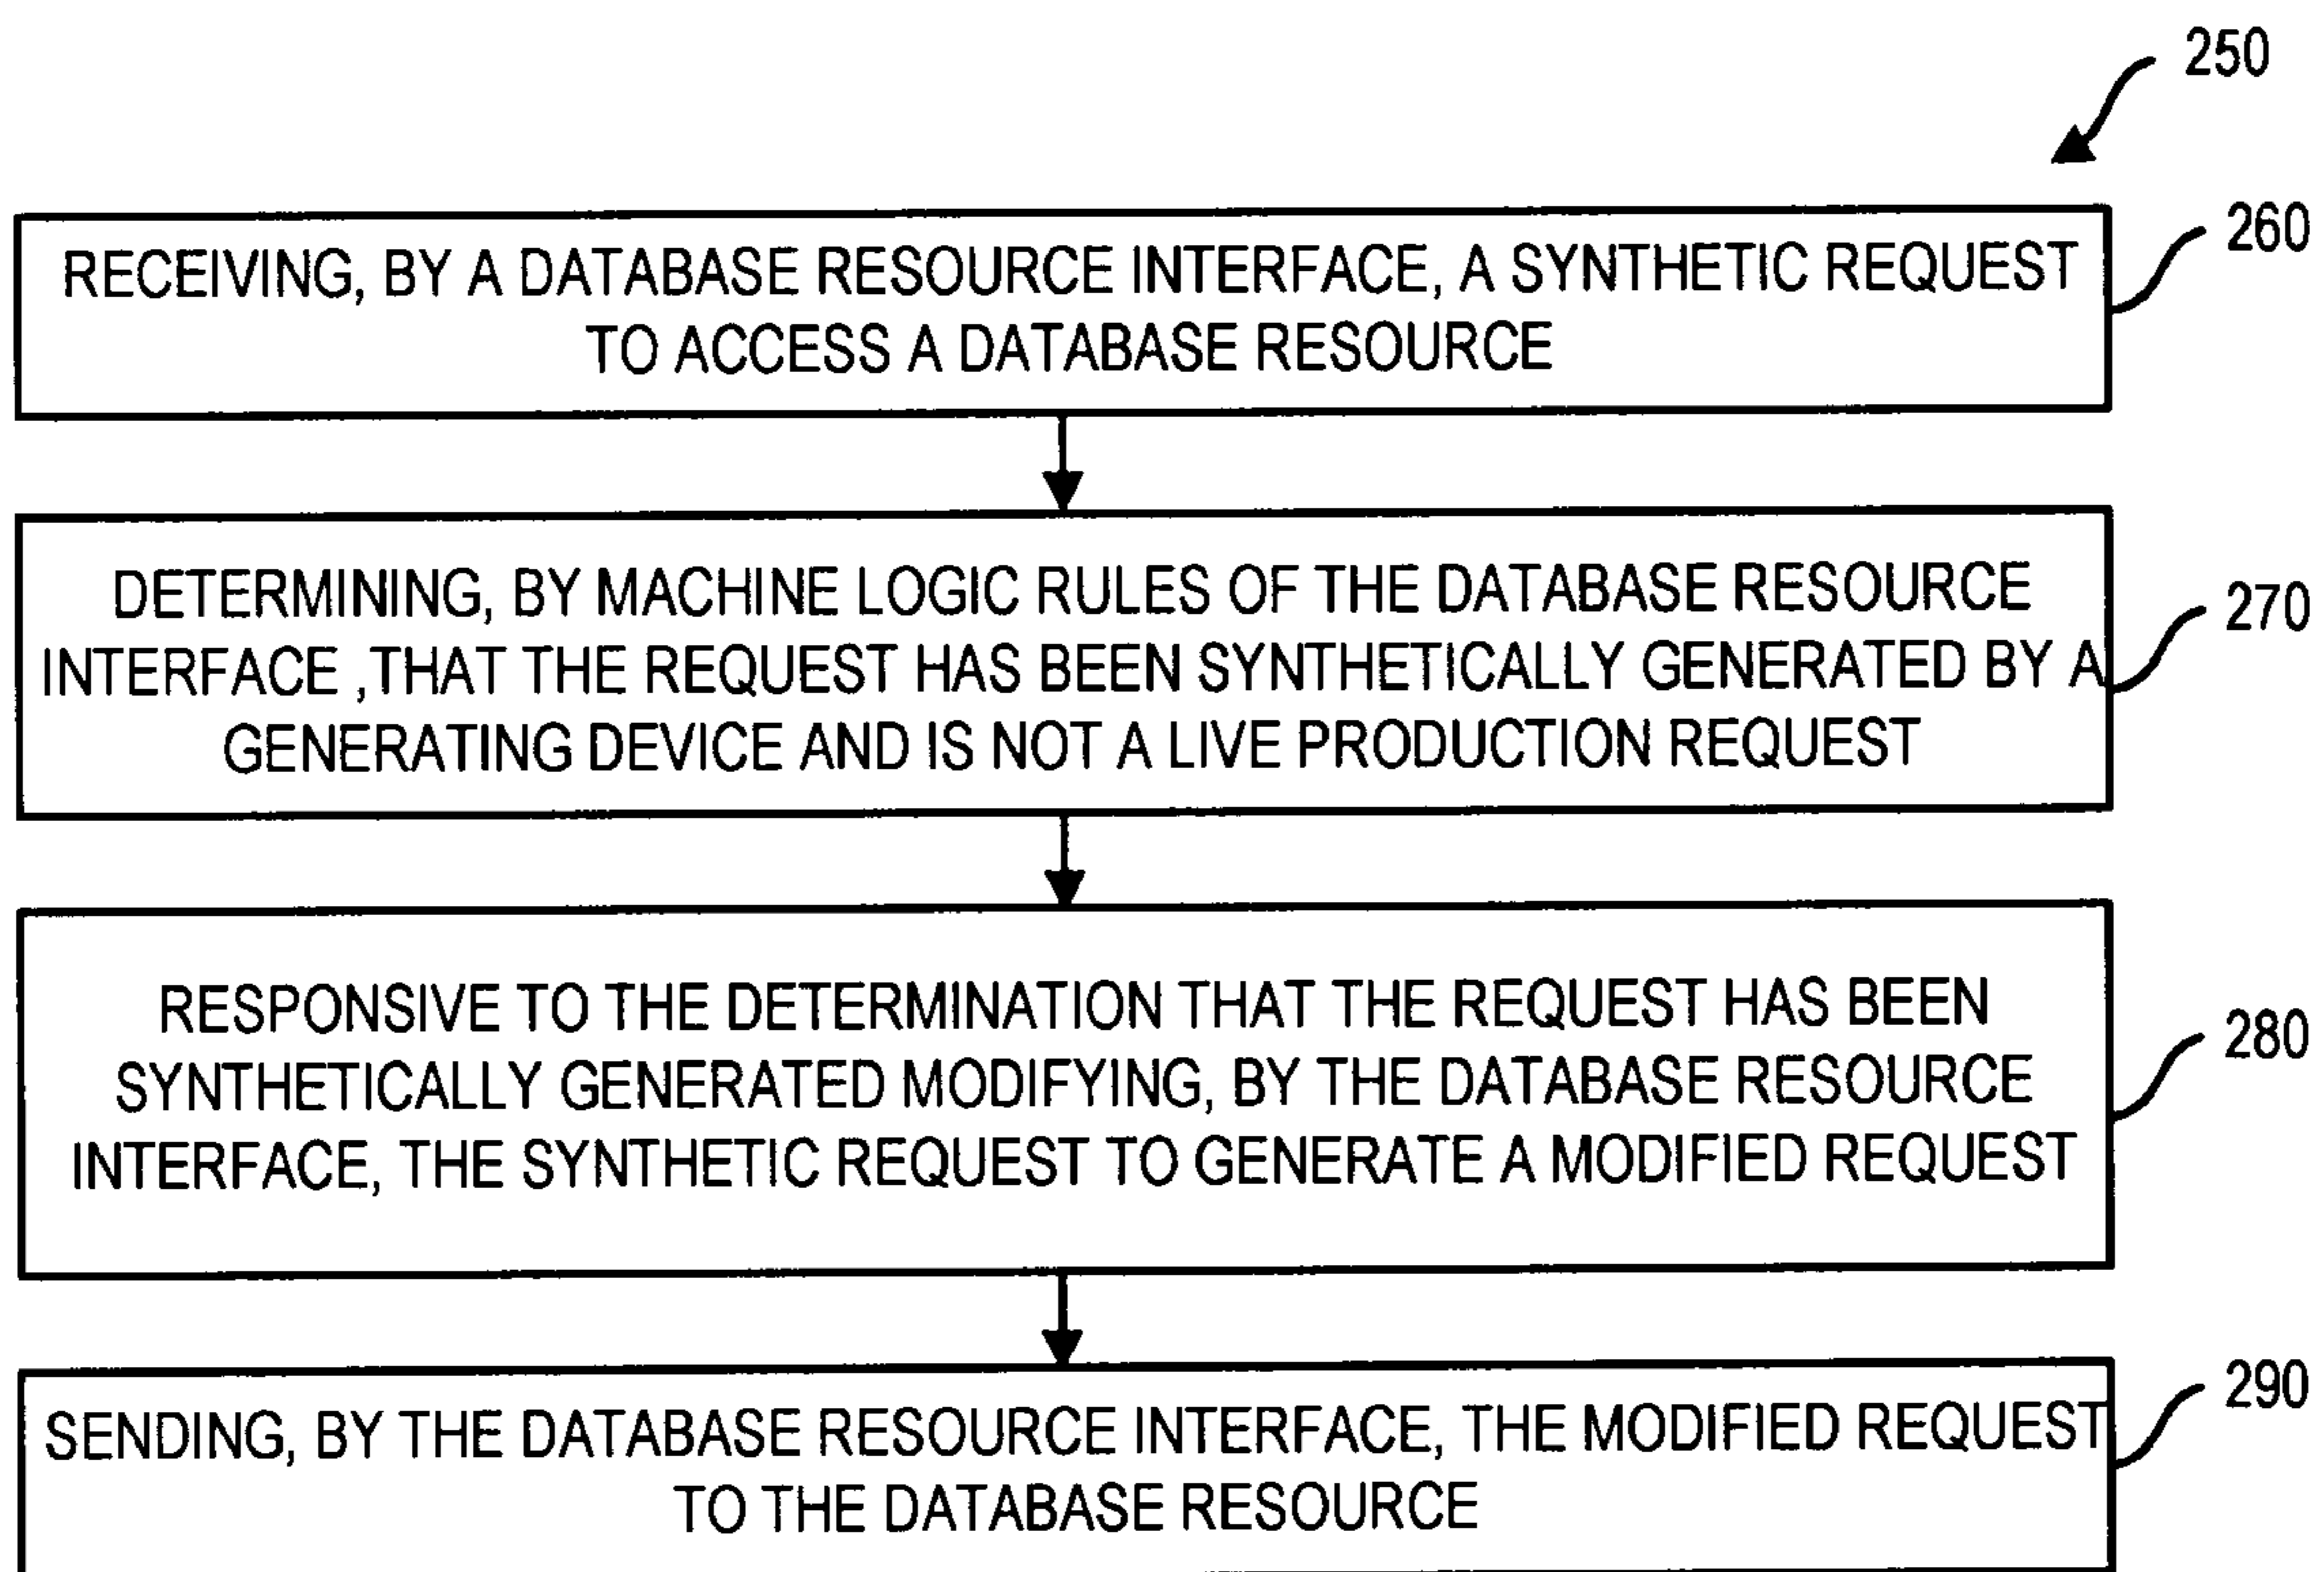 250
260
RECEIVING, BY A DATABASE RESOURCE INTERFACE, A SYNTHETIC REQUEST
TO ACCESS A DATABASE RESOURCE
270
DETERMINING, BY MACHINE LOGIC RULES OF THE DATABASE RESOURCE
INTERFACE ,THAT THE REQUEST HAS BEEN SYNTHETICALLY GENERATED BY A
GENERATING DEVICE AND IS NOT A LIVE PRODUCTION REQUEST
280
RESPONSIVE TO THE DETERMINATION THAT THE REQUEST HAS BEEN
SYNTHETICALLY GENERATED MODIFYING, BY THE DATABASE RESOURCE
INTERFACE, THE SYNTHETIC REQUEST TO GENERATE A MODIFIED REQUEST
290
SENDING, BY THE DATABASE RESOURCE INTERFACE, THE MODIFIED REQUEST
TO THE DATABASE RESOURCE